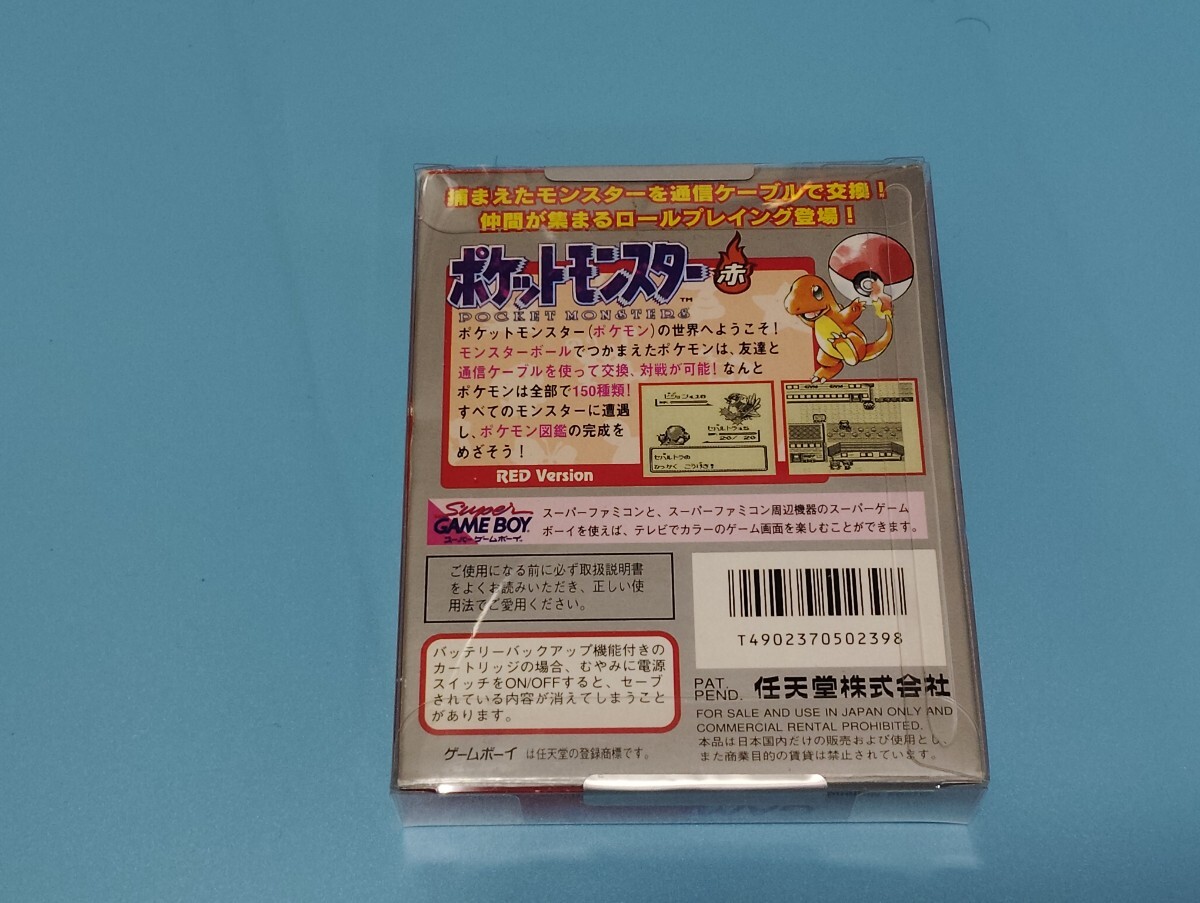 捕まえたモンスターを通信ケーブルで交換！
仲間が集まるロールプレイング登場！
ポケットモンスター 赤
TM
POCKET MONSTERS
ポケットモンスター(ポケモン)の世界へようこそ！
モンスターボールでつかまえたポケモンは、友達と
通信ケーブルを使って交換、対戦が可能！なんと
ポケモンは全部で150種類！
すべてのモンスターに遭遇
し、ポケモン図鑑の完成を
めざそう！
20/ 20
ひっかく こうげき！
RED Version
Super
GAME BOY
スーパーゲームボーイ
スーパーファミコンと、スーパーファミコン周辺機器のスーパーゲーム
ボーイを使えば、テレビでカラーのゲーム画面を楽しむことができます。
ご使用になる前に必ず取扱説明書
をよくお読みいただき、正しい使
用法でご愛用ください。
T4902370502398
バッテリーバックアップ機能付きの
カートリッジの場合、むやみに電源
スイッチをON/OFFすると、セーブ
されている内容が消えてしまうこと
があります。
PAT.
PEND.
任天堂株式会社
FOR SALE AND USE IN JAPAN ONLY AND
COMMERCIAL RENTAL PROHIBITED.
本品は日本国内だけの販売および使用とし、
また商業目的の賃貸は禁止されています。
ゲームボーイ は任天堂の登録商標です。